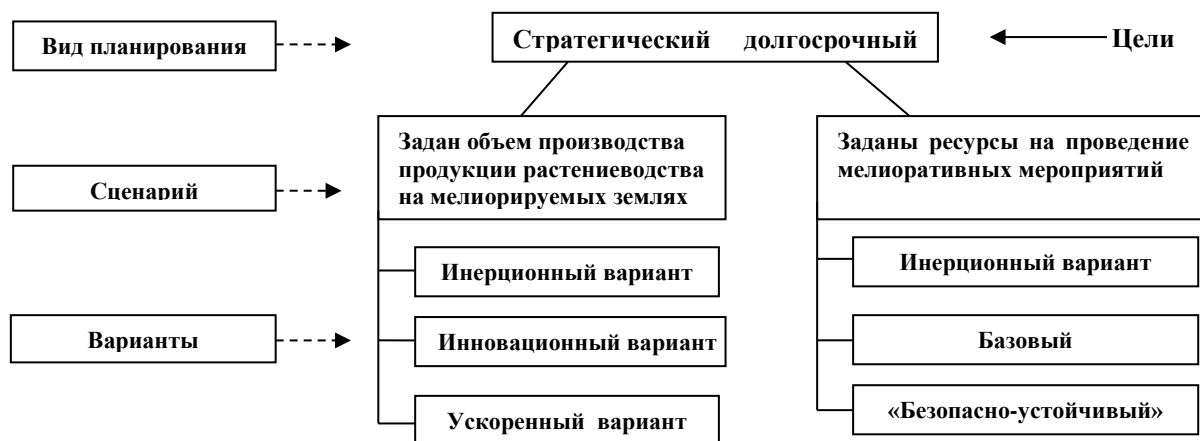 Вид планирования
Стратегический долгосрочный
Цели
Сценарий
Задан объем производства
продукции растениеводства
на мелиорируемых землях
Заданы ресурсы на проведение
мелиоративных мероприятий
Варианты
Инерционный вариант
Инновационный вариант
Ускоренный вариант
Инерционный вариант
Базовый
«Безопасно-устойчивый»